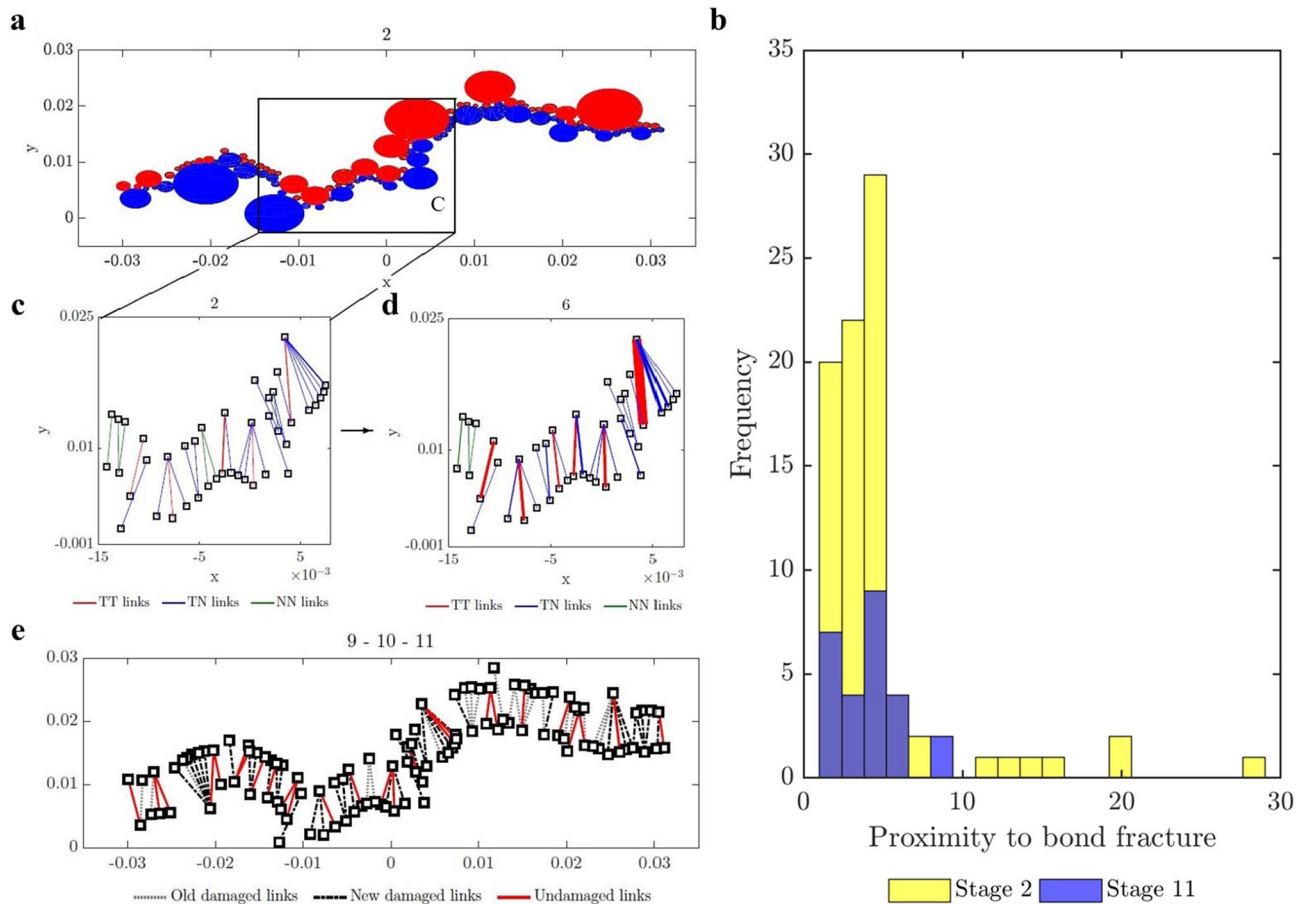 a
2
0.03
0.02
0.01
0
y
C
-0.03
-0.02
-0.01
0
0.01
0.02
0.03
x
c
2
0.025
y
0.01
-0.001
-15
-5
5
x
×10⁻³
TT links
TN links
NN links
d
6
0.025
y
0.01
-0.001
-15
-5
5
x
×10⁻³
TT links
TN links
NN links
e
9 - 10 - 11
0.03
0.02
0.01
0
-0.03
-0.02
-0.01
0
0.01
0.02
0.03
Old damaged links
New damaged links
Undamaged links
b
35
30
25
20
15
10
5
0
Frequency
0
10
20
30
Proximity to bond fracture
Stage 2
Stage 11